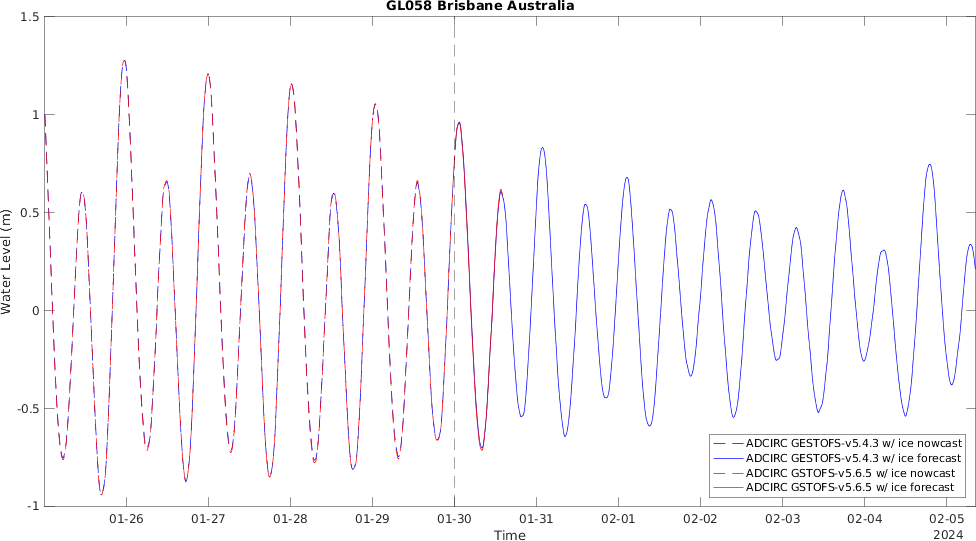 GL058 Brisbane Australia
1.5
1
0.5
0
-0.5
-1
Water Level (m)
01-26
01-27
01-28
01-29
01-30
01-31
02-01
02-02
02-03
02-04
02-05
Time
2024
ADCIRC GESTOFS-v5.4.3 w/ ice nowcast
ADCIRC GESTOFS-v5.4.3 w/ ice forecast
ADCIRC GSTOFS-v5.6.5 w/ ice nowcast
ADCIRC GSTOFS-v5.6.5 w/ ice forecast